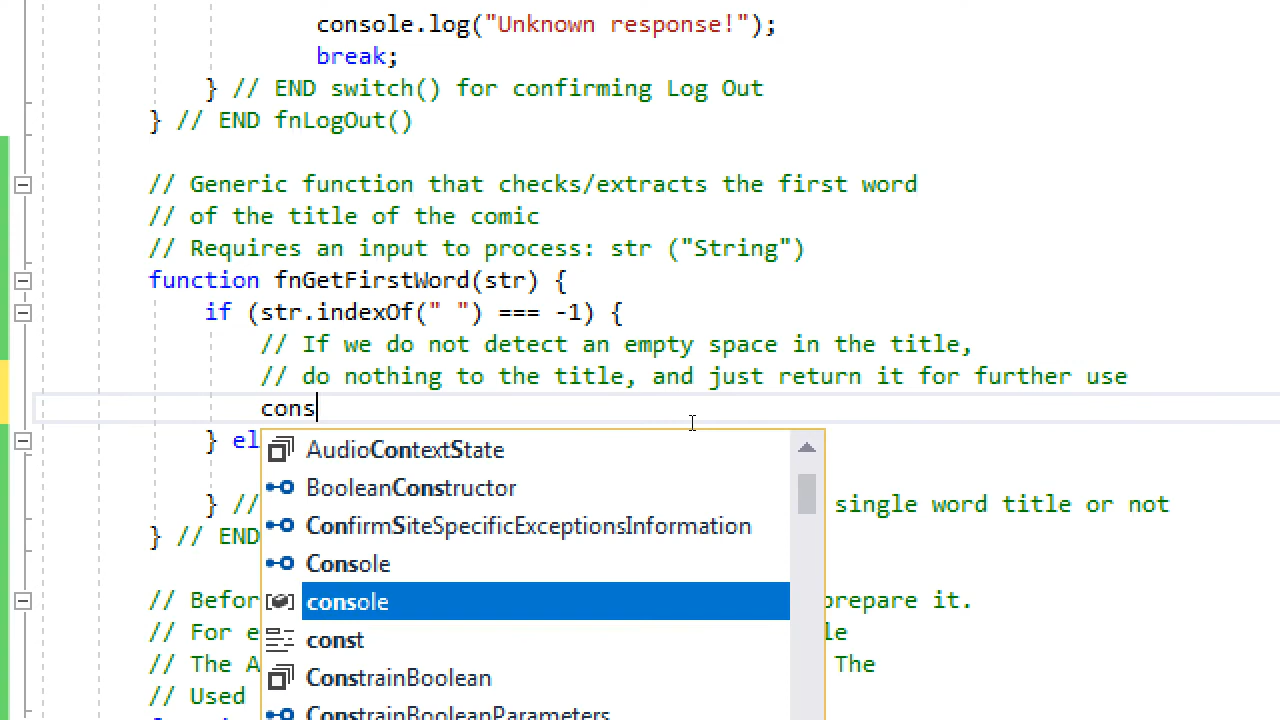 console.log("Unknown response!");
break;
} // END switch() for confirming Log Out
} // END fnLogOut()
// Generic function that checks/extracts the first word
// of the title of the comic
// Requires an input to process: str ("String")
function fnGetFirstWord(str) {
if (str.indexOf(" ") === -1) {
// If we do not detect an empty space in the title,
// do nothing to the title, and just return it for further use
cons
} el
AudioContextState
BooleanConstructor
} // single word title or not
ConfirmSiteSpecificExceptionsInformation
} // END
Console
// Befor prepare it.
console
// For e le
const
// The A The
ConstrainBoolean
// Used
ConstrainBooleanParameters